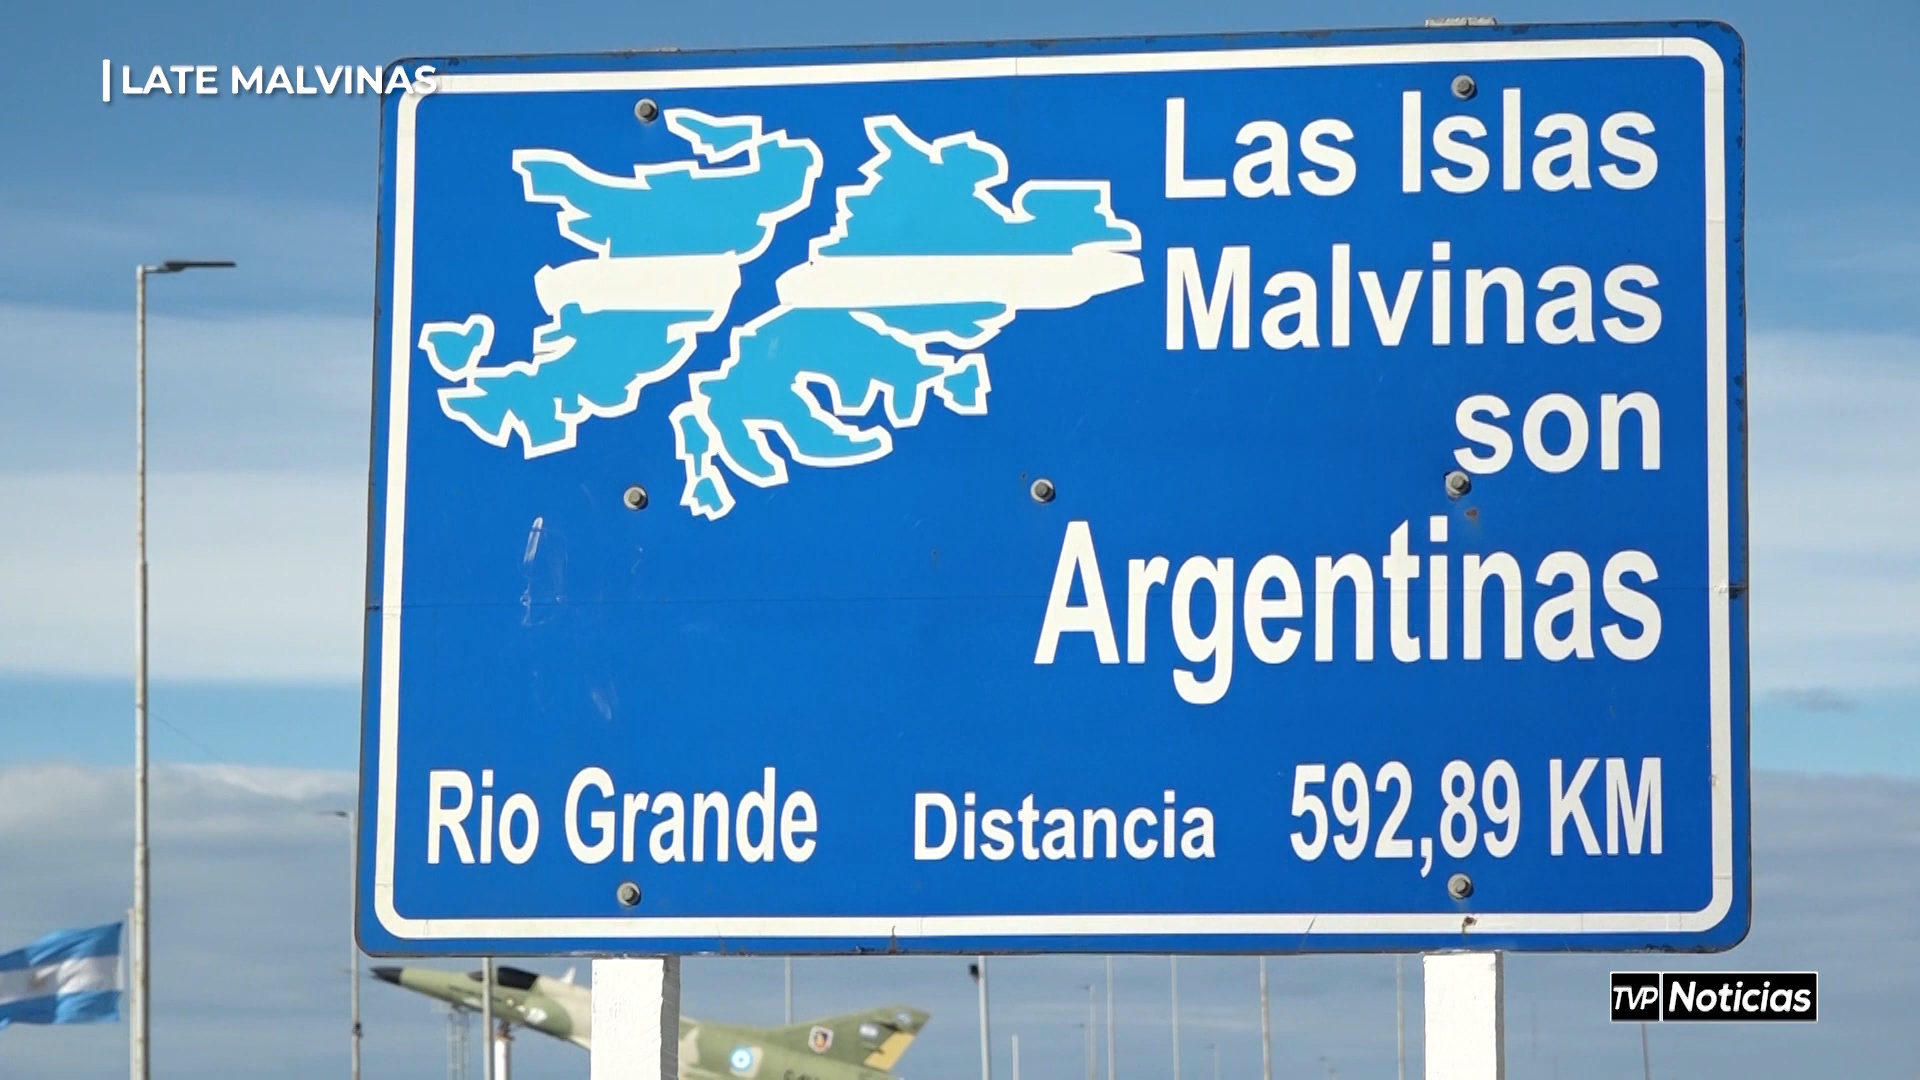 LATE MALVINAS
Las Islas
Malvinas
son
Argentinas
Rio Grande Distancia 592,89 KM
TVP Noticias